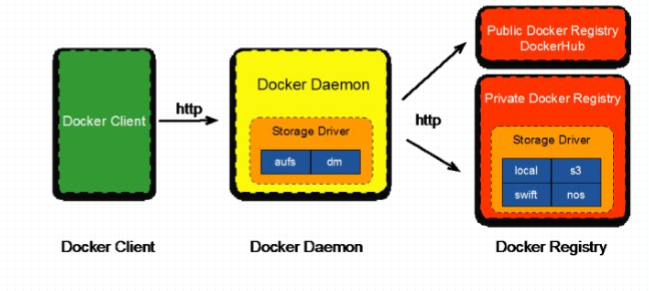 Docker Client
http
Docker Daemon
Storage Driver
aufs dm
http
Public Docker Registry
DockerHub
Private Docker Registry
Storage Driver
local s3
swift nos
Docker Client Docker Daemon Docker Registry